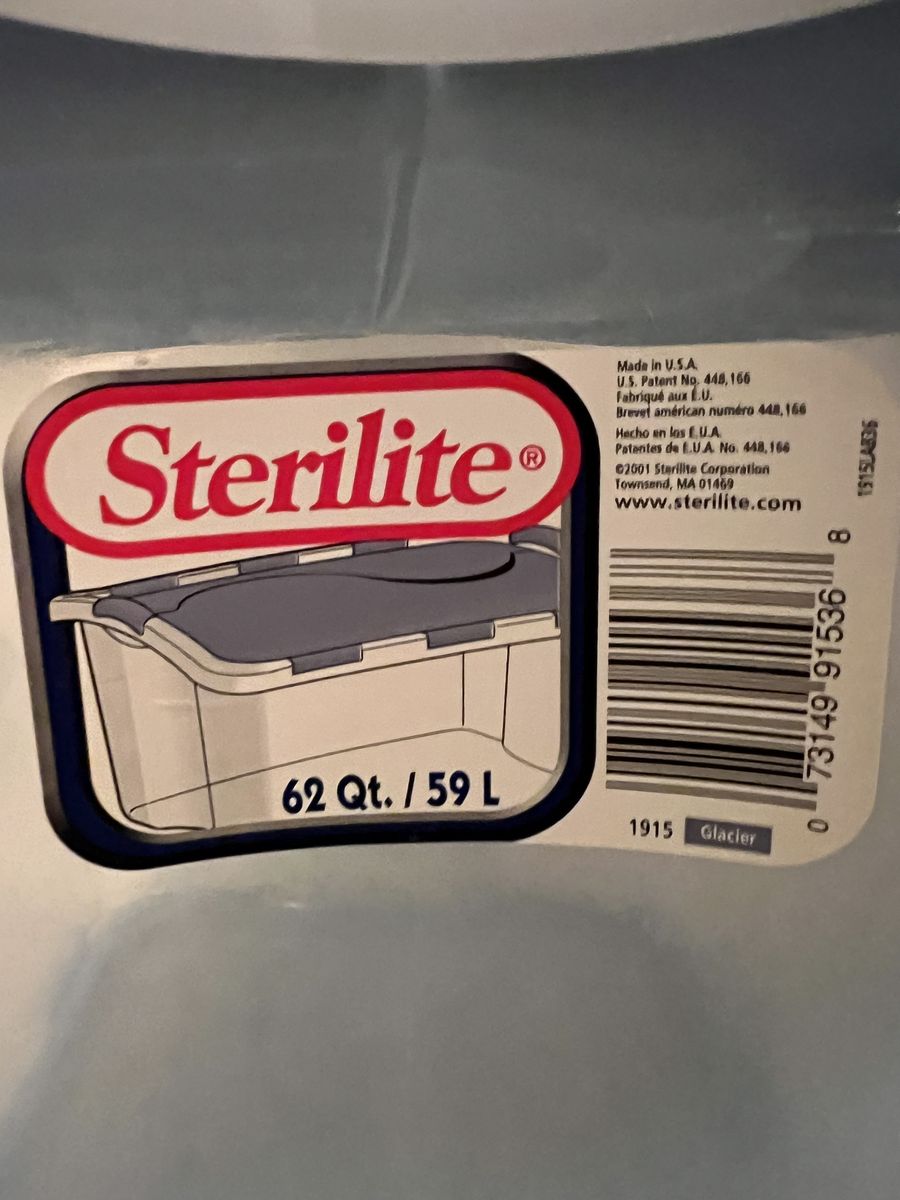 Sterilite®
62 Qt. / 59 L
Made in U.S.A.
U.S. Patent No. 448,166
Fabriqué aux É.U.
Brevet américan numéro 448,166
Hecho en los E.U.A.
Patentes de E.U.A. No. 448,166
©2001 Sterilite Corporation
Townsend, MA 01469
www.sterilite.com
0 73149 91536 8
1915 Glacier